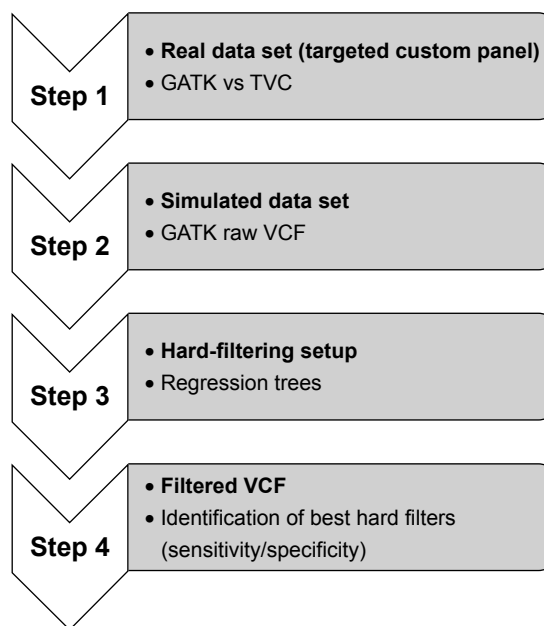 Step 1
• Real data set (targeted custom panel)
• GATK vs TVC
Step 2
• Simulated data set
• GATK raw VCF
Step 3
• Hard-filtering setup
• Regression trees
Step 4
• Filtered VCF
• Identification of best hard filters
(sensitivity/specificity)